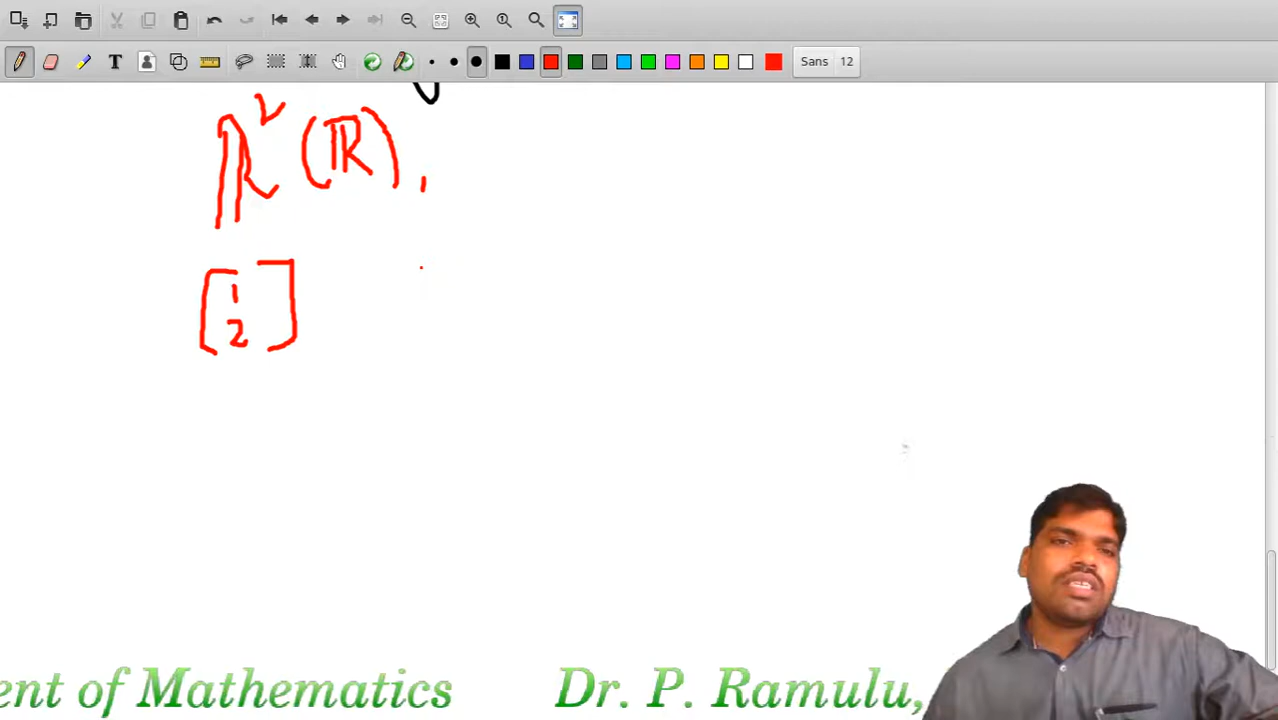 Sans 12
ℝ² (ℝ),
[1
2]
ent of Mathematics Dr. P. Ramulu,